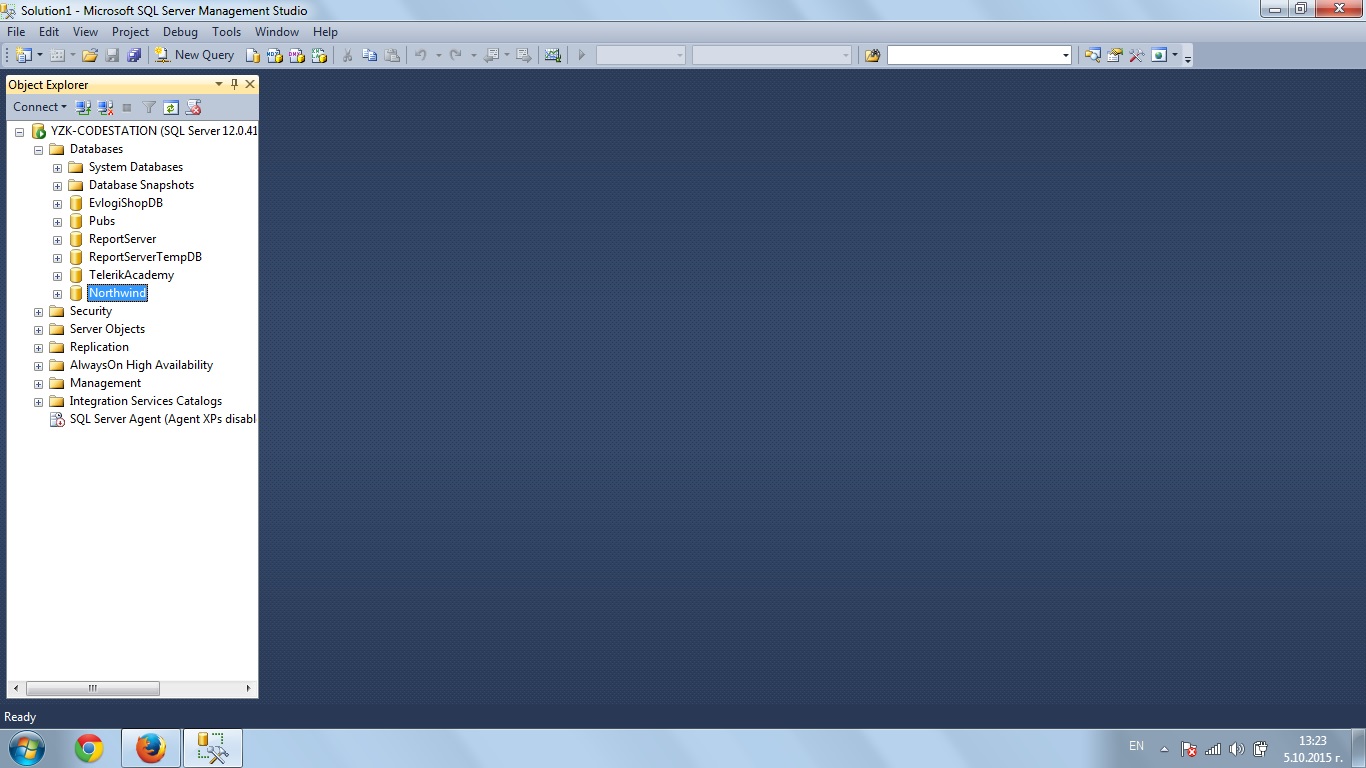 Solution1 - Microsoft SQL Server Management Studio
File Edit View Project Debug Tools Window Help
New Query
Object Explorer
Connect
YZK-CODESTATION (SQL Server 12.0.41
Databases
System Databases
Database Snapshots
EvlogiShopDB
Pubs
ReportServer
ReportServerTempDB
TelerikAcademy
Northwind
Security
Server Objects
Replication
AlwaysOn High Availability
Management
Integration Services Catalogs
SQL Server Agent (Agent XPs disabl
Ready
EN
13:23
5.10.2015 г.